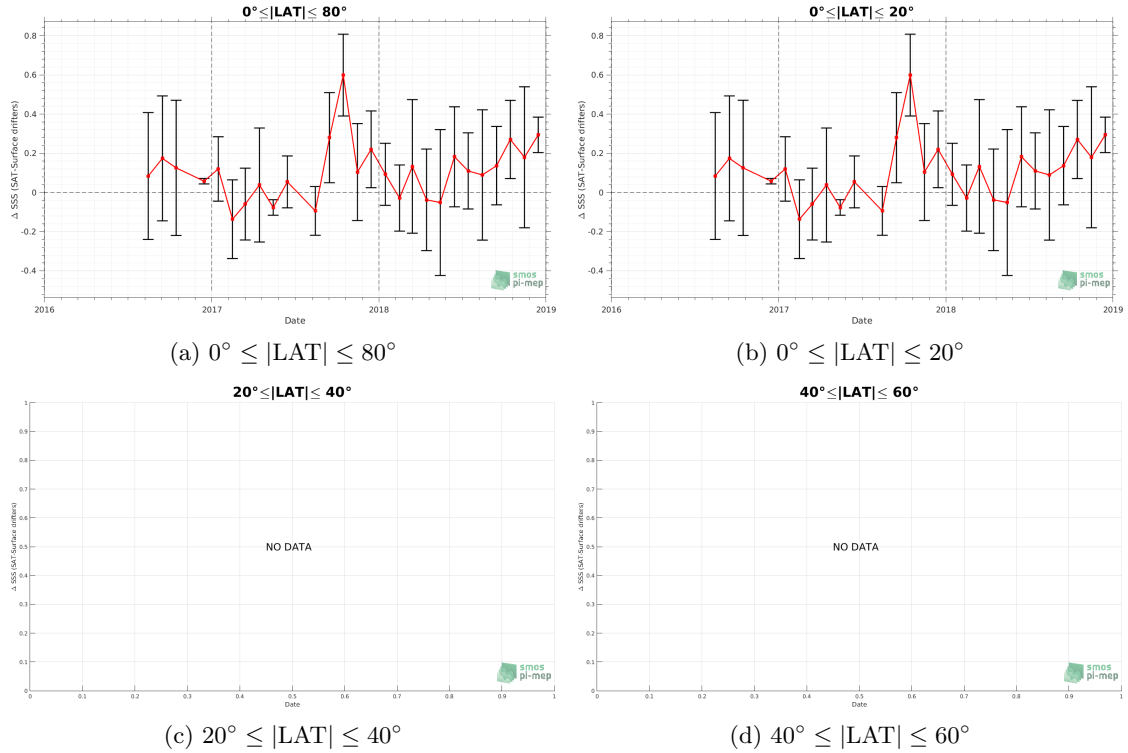 0°≤|LAT|≤ 80°
Δ SSS (SAT-Surface drifters)
0.8
0.6
0.4
0.2
0
-0.2
-0.4
2016
2017
2018
2019
Date
smos
pi-mep
(a) 0° ≤ |LAT| ≤ 80°
0°≤|LAT|≤ 20°
Δ SSS (SAT-Surface drifters)
0.8
0.6
0.4
0.2
0
-0.2
-0.4
2016
2017
2018
2019
Date
smos
pi-mep
(b) 0° ≤ |LAT| ≤ 20°
20°≤|LAT|≤ 40°
Δ SSS (SAT-Surface drifters)
1
0.9
0.8
0.7
0.6
0.5
0.4
0.3
0.2
0.1
0
NO DATA
0 0.1 0.2 0.3 0.4 0.5 0.6 0.7 0.8 0.9 1
Date
smos
pi-mep
(c) 20° ≤ |LAT| ≤ 40°
40°≤|LAT|≤ 60°
Δ SSS (SAT-Surface drifters)
1
0.9
0.8
0.7
0.6
0.5
0.4
0.3
0.2
0.1
0
NO DATA
0 0.1 0.2 0.3 0.4 0.5 0.6 0.7 0.8 0.9 1
Date
smos
pi-mep
(d) 40° ≤ |LAT| ≤ 60°